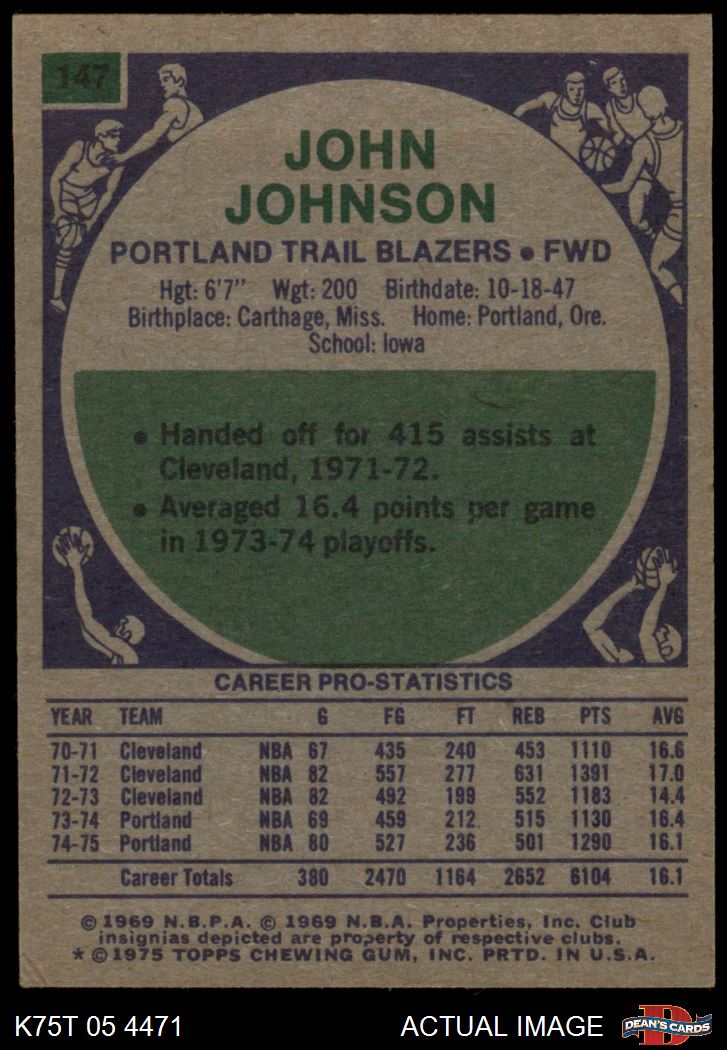 147
JOHN
JOHNSON
PORTLAND TRAIL BLAZERS • FWD
Hgt: 6'7" Wgt: 200 Birthdate: 10-18-47
Birthplace: Carthage, Miss. Home: Portland, Ore.
School: Iowa
• Handed off for 415 assists at
Cleveland, 1971-72.
• Averaged 16.4 points per game
in 1973-74 playoffs.
CAREER PRO-STATISTICS
YEAR TEAM G FG FT REB PTS AVG
70-71 Cleveland NBA 67 435 240 453 1110 16.6
71-72 Cleveland NBA 82 557 277 631 1391 17.0
72-73 Cleveland NBA 82 492 199 552 1183 14.4
73-74 Portland NBA 69 459 212 515 1130 16.4
74-75 Portland NBA 80 527 236 501 1290 16.1
Career Totals 380 2470 1164 2652 6104 16.1
© 1969 N.B.P.A. © 1969 N.B.A. Properties, Inc. Club
insignias depicted are property of respective clubs.
* © 1975 TOPPS CHEWING GUM, INC. PRTD. IN U.S.A.
K75T 05 4471 ACTUAL IMAGE D DEAN'S CARDS